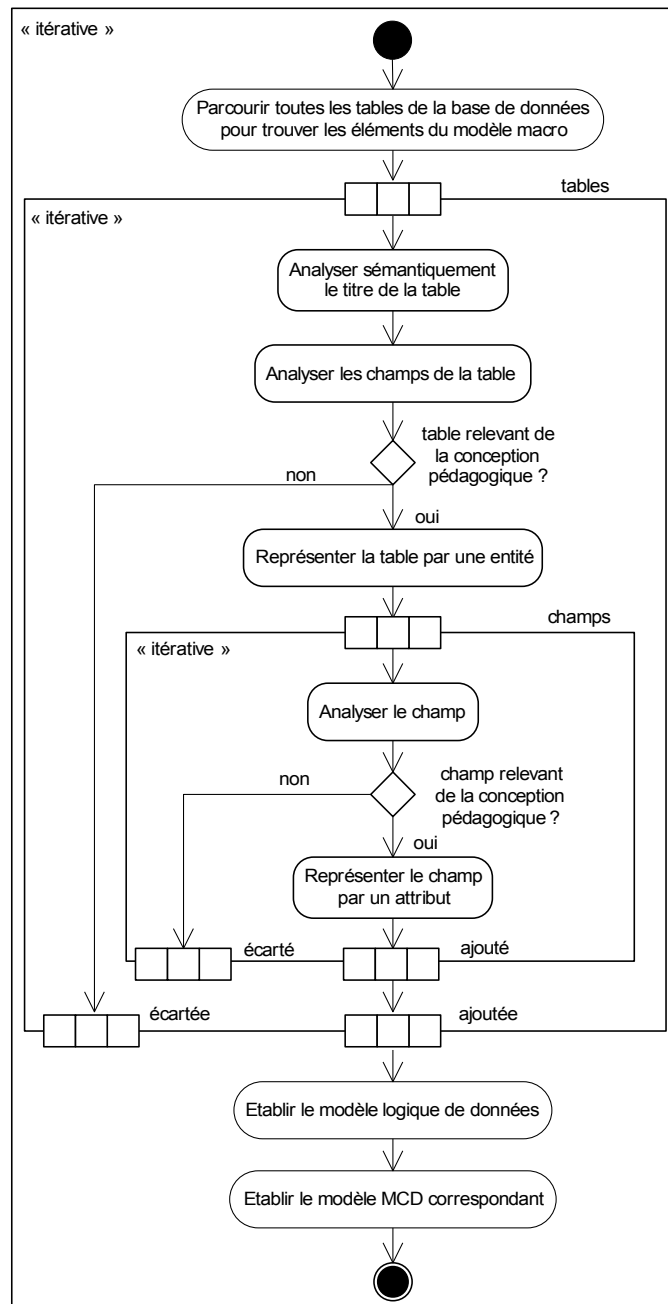 « itérative »
Parcourir toutes les tables de la base de données
pour trouver les éléments du modèle macro
tables
« itérative »
Analyser sémantiquement
le titre de la table
Analyser les champs de la table
table relevant de
la conception
pédagogique ?
non
oui
Représenter la table par une entité
champs
« itérative »
Analyser le champ
non
champ relevant
de la conception
pédagogique ?
oui
Représenter le champ
par un attribut
écarté
ajouté
écartée
ajoutée
Etablir le modèle logique de données
Etablir le modèle MCD correspondant